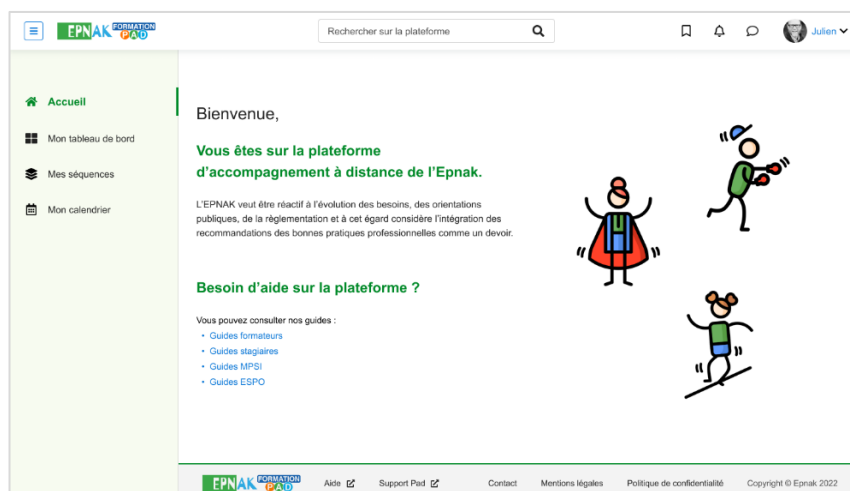 EPNAK FORMATION PAD
Rechercher sur la plateforme
Julien
Accueil
Mon tableau de bord
Mes séquences
Mon calendrier
Bienvenue,
Vous êtes sur la plateforme
d’accompagnement à distance de l’Epnak.
L’EPNAK veut être réactif à l’évolution des besoins, des orientations
publiques, de la règlementation et à cet égard considère l’intégration des
recommandations des bonnes pratiques professionnelles comme un devoir.
Besoin d’aide sur la plateforme ?
Vous pouvez consulter nos guides :
• Guides formateurs
• Guides stagiaires
• Guides MPSI
• Guides ESPO
EPNAK FORMATION PAD
Aide
Support Pad
Contact
Mentions légales
Politique de confidentialité
Copyright © Epnak 2022